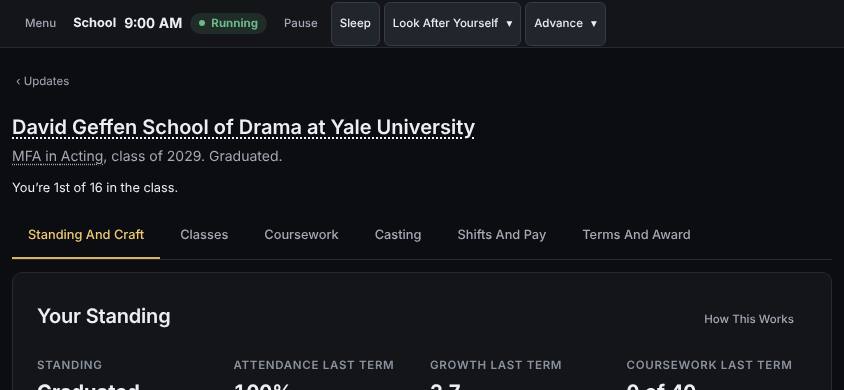 Menu School 9:00 AM Running Pause Sleep Look After Yourself ▾ Advance ▾
‹ Updates
David Geffen School of Drama at Yale University
MFA in Acting, class of 2029. Graduated.
You're 1st of 16 in the class.
Standing And Craft Classes Coursework Casting Shifts And Pay Terms And Award
Your Standing How This Works
STANDING ATTENDANCE LAST TERM GROWTH LAST TERM COURSEWORK LAST TERM
Graduated 100%